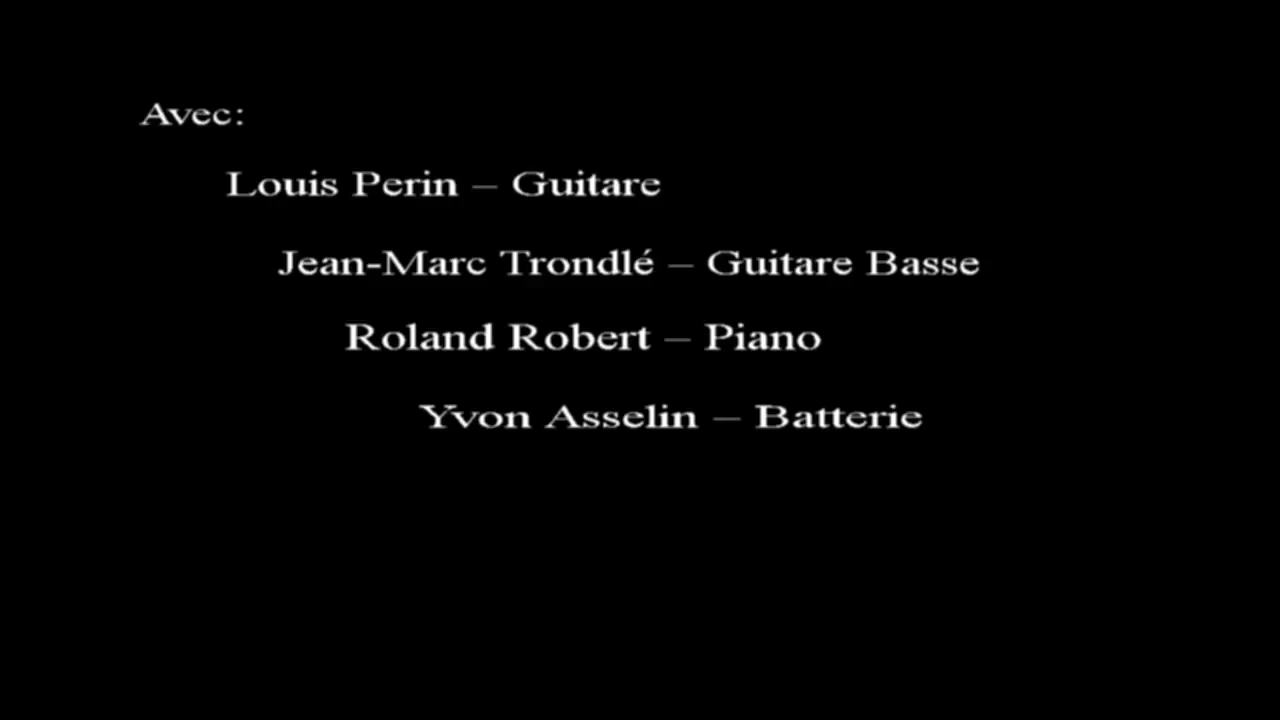 Avec:
Louis Perin – Guitare
Jean-Marc Trondlé – Guitare Basse
Roland Robert – Piano
Yvon Asselin – Batterie